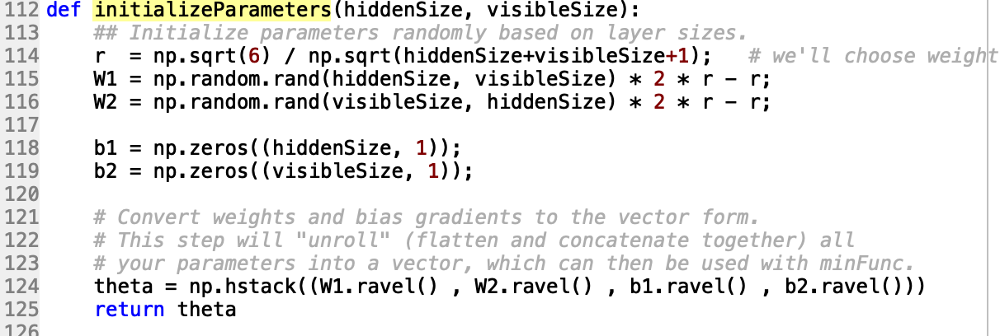 112 def initializeParameters(hiddenSize, visibleSize):
113     ## Initialize parameters randomly based on layer sizes.
114     r  = np.sqrt(6) / np.sqrt(hiddenSize+visibleSize+1);   # we'll choose weight
115     W1 = np.random.rand(hiddenSize, visibleSize) * 2 * r - r;
116     W2 = np.random.rand(visibleSize, hiddenSize) * 2 * r - r;
117
118     b1 = np.zeros((hiddenSize, 1));
119     b2 = np.zeros((visibleSize, 1));
120
121     # Convert weights and bias gradients to the vector form.
122     # This step will "unroll" (flatten and concatenate together) all
123     # your parameters into a vector, which can then be used with minFunc.
124     theta = np.hstack((W1.ravel() , W2.ravel() , b1.ravel() , b2.ravel()))
125     return theta
126